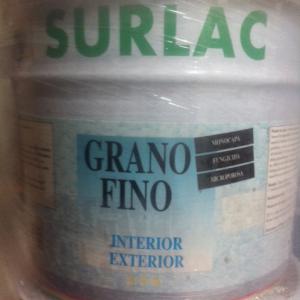 SURLAC
GRANO
FINO
MONOCAPA
FUNGICIDA
MICROPOROSA
INTERIOR
EXTERIOR